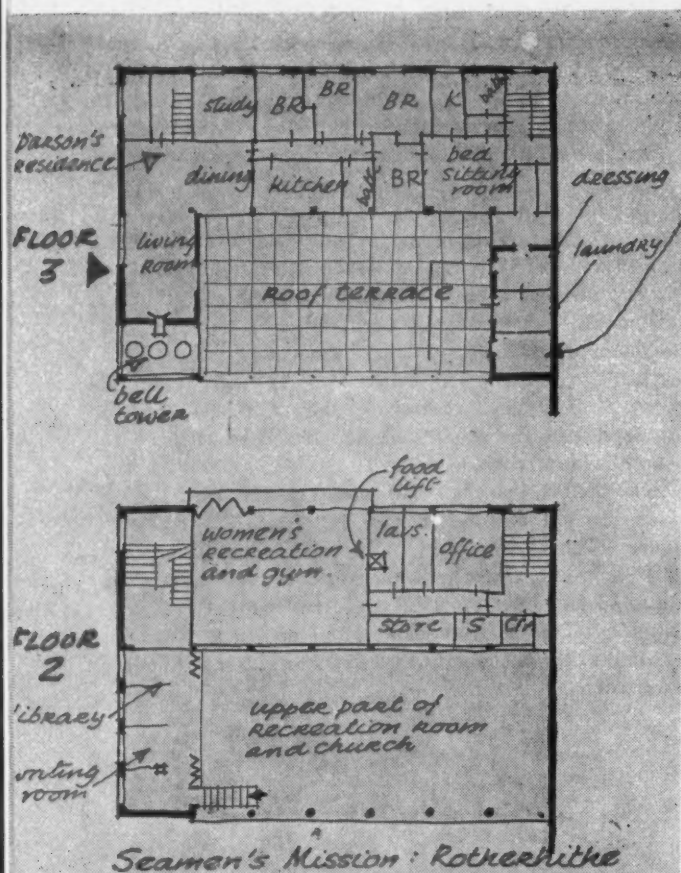 study
BR
BR
BR
K
bath
parson's
residence
dining
kitchen
bath
BR
bed
sitting
room
dressing
FLOOR
3
living
room
laundry
roof terrace
bell
tower
food
lift
women's
recreation
and gym.
lavs.
office
FLOOR
2
store
S
library
upper part of
recreation room
and church
writing
room
Seamen's Mission: Rotherhithe